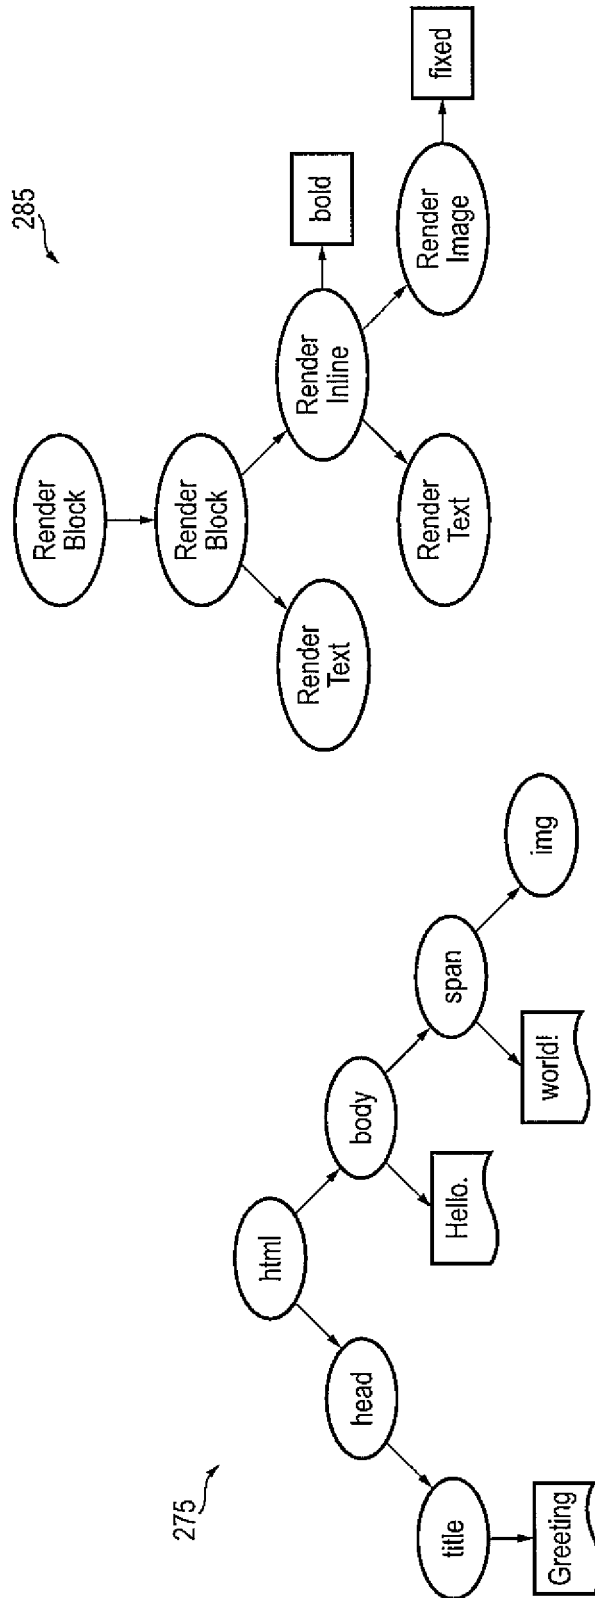 275
html
head
body
title
Hello.
span
Greeting
world!
img
285
Render
Block
Render
Block
Render
Text
Render
Inline
bold
Render
Text
Render
Image
fixed